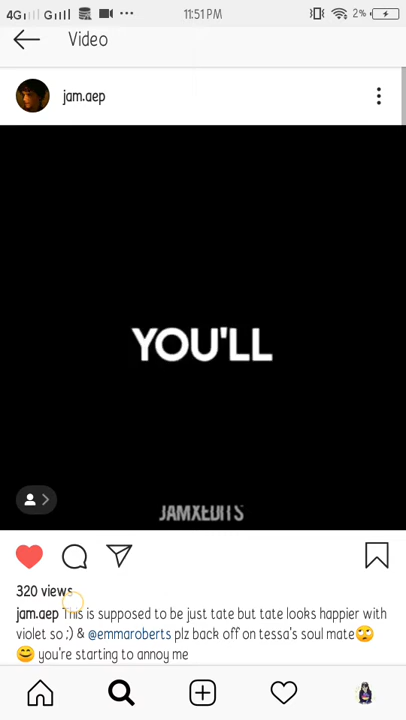 4G G 11:51 PM 2%
Video
jam.aep
YOU'LL
JAMXEDITS
320 views
jam.aep This is supposed to be just tate but tate looks happier with
violet so ;) & @emmaroberts plz back off on tessa's soul mate🙄
😊 you're starting to annoy me